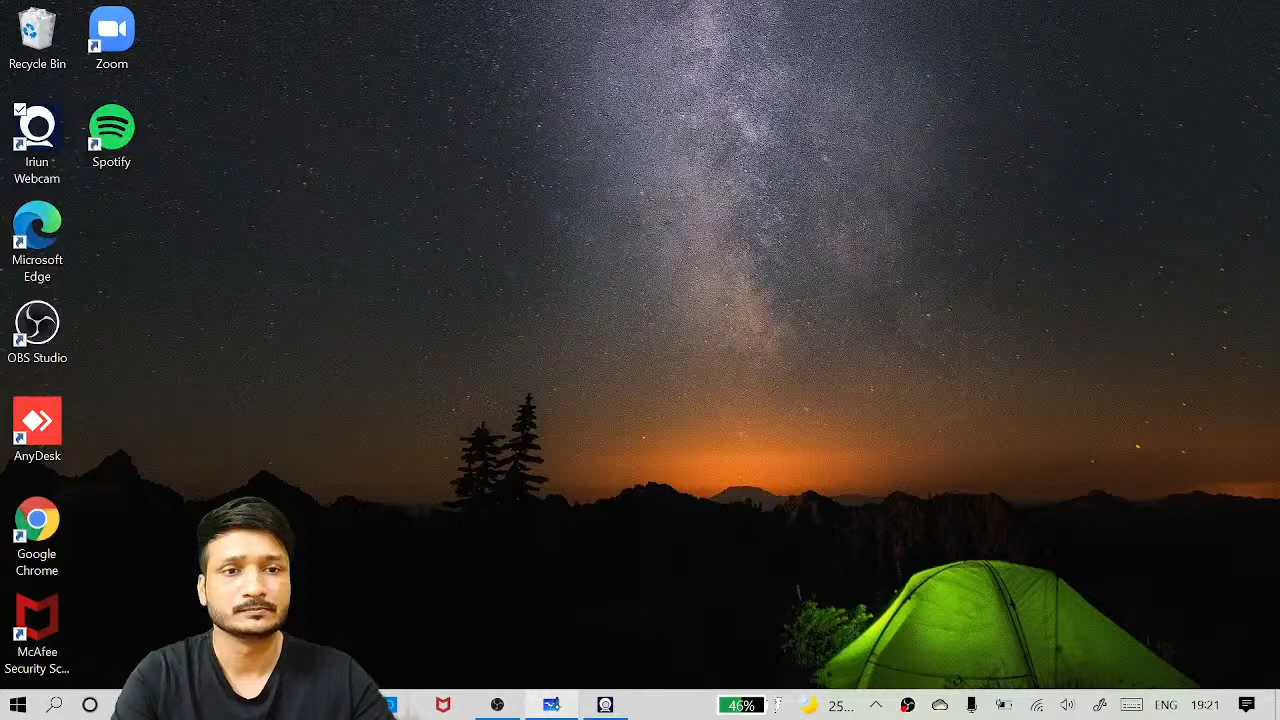 Recycle Bin
Zoom
Iriun
Webcam
Spotify
Microsoft
Edge
OBS Studio
AnyDesk
Google
Chrome
McAfee
Security Sc...
46%
25...
ENG
19:21